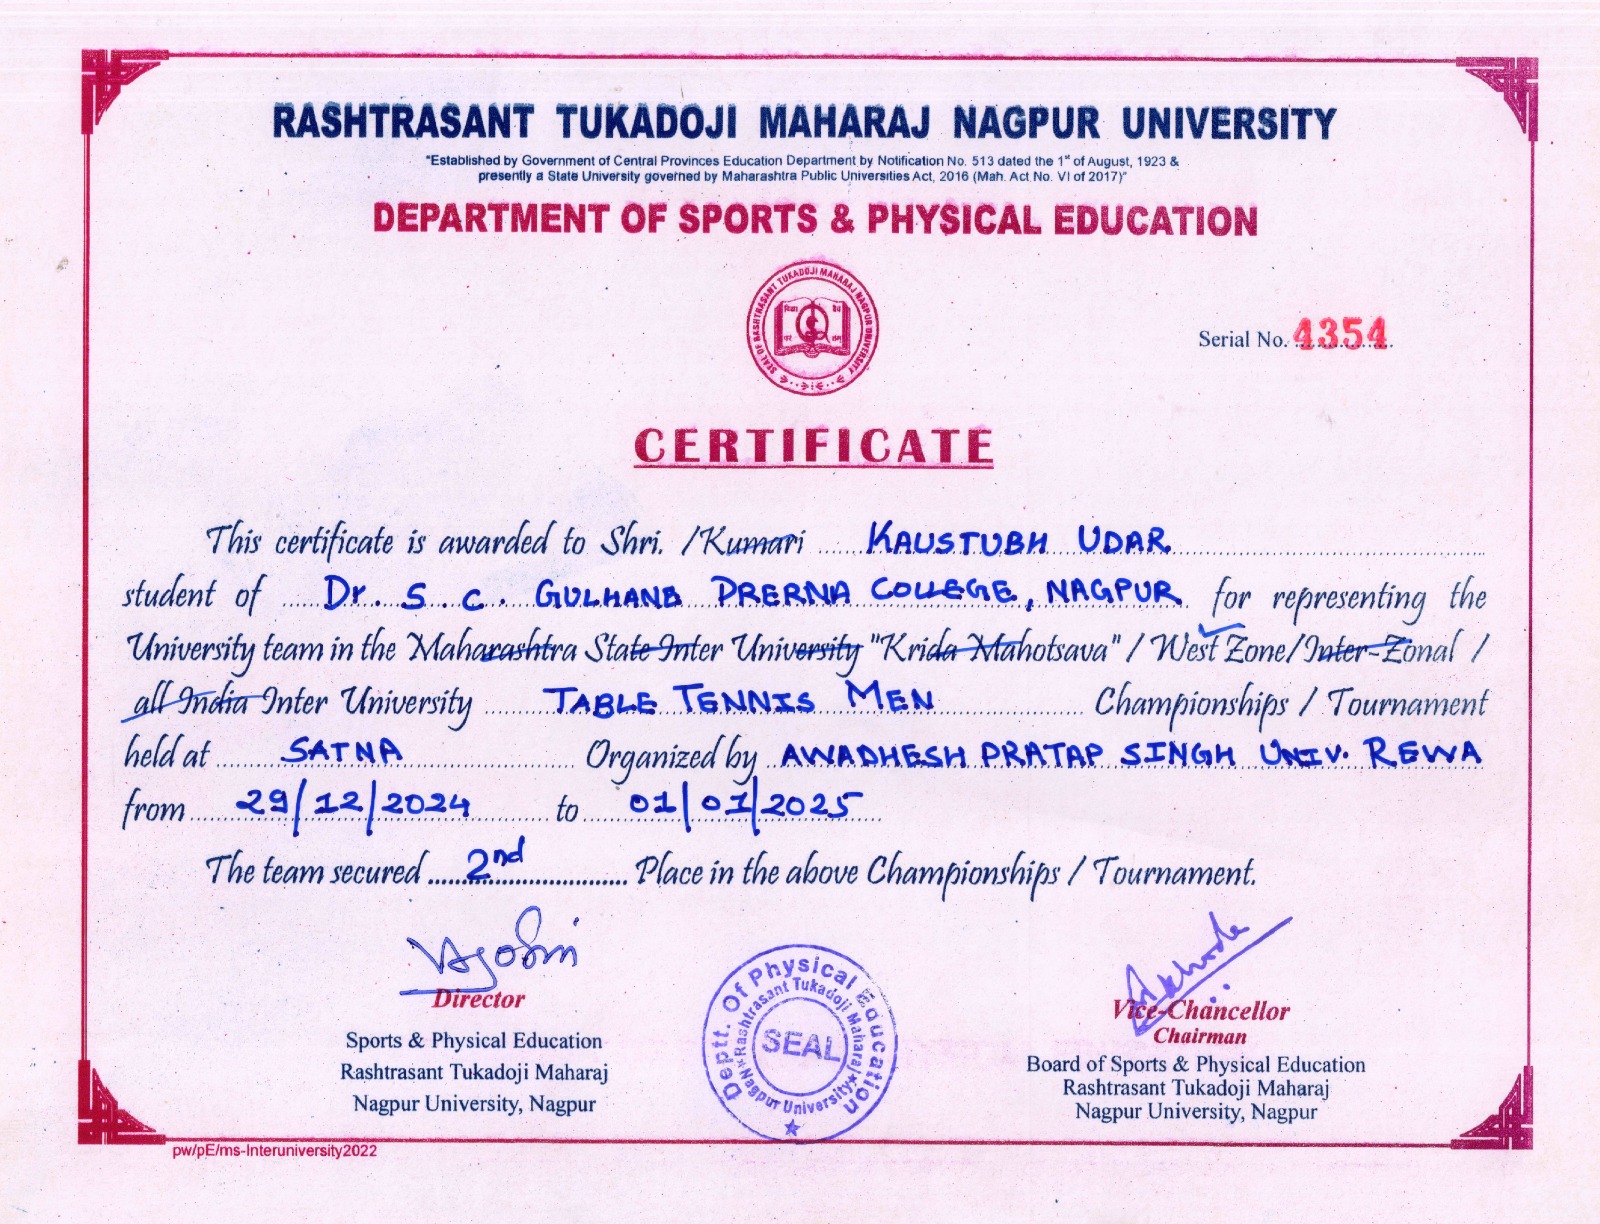 RASHTRASANT TUKADOJI MAHARAJ NAGPUR UNIVERSITY
"Established by Government of Central Provinces Education Department by Notification No. 513 dated the 1st of August, 1923 &
presently a State University governed by Maharashtra Public Universities Act, 2016 (Mah. Act No. VI of 2017)"
DEPARTMENT OF SPORTS & PHYSICAL EDUCATION
SEAL OF RASHTRASANT TUKADOJI MAHARAJ NAGPUR UNIVERSITY
Serial No. 4354
CERTIFICATE
This certificate is awarded to Shri. /Kumari KAUSTUBH UDAR
student of Dr. S. C. GULHANE PRERNA COLLEGE, NAGPUR for representing the
University team in the Maharashtra State Inter University "Krida Mahotsava" / West Zone/Inter-Zonal /
all India Inter University TABLE TENNIS MEN Championships / Tournament
held at SATNA Organized by AWADHESH PRATAP SINGH UNIV. REWA
from 29/12/2024 to 01/01/2025
The team secured 2nd Place in the above Championships / Tournament.
Director
Sports & Physical Education
Rashtrasant Tukadoji Maharaj
Nagpur University, Nagpur
Deptt. Of Physical Education
Rashtrasant Tukadoji Maharaj
Nagpur University
SEAL
Vice-Chancellor
Chairman
Board of Sports & Physical Education
Rashtrasant Tukadoji Maharaj
Nagpur University, Nagpur
pw/pE/ms-Interuniversity2022